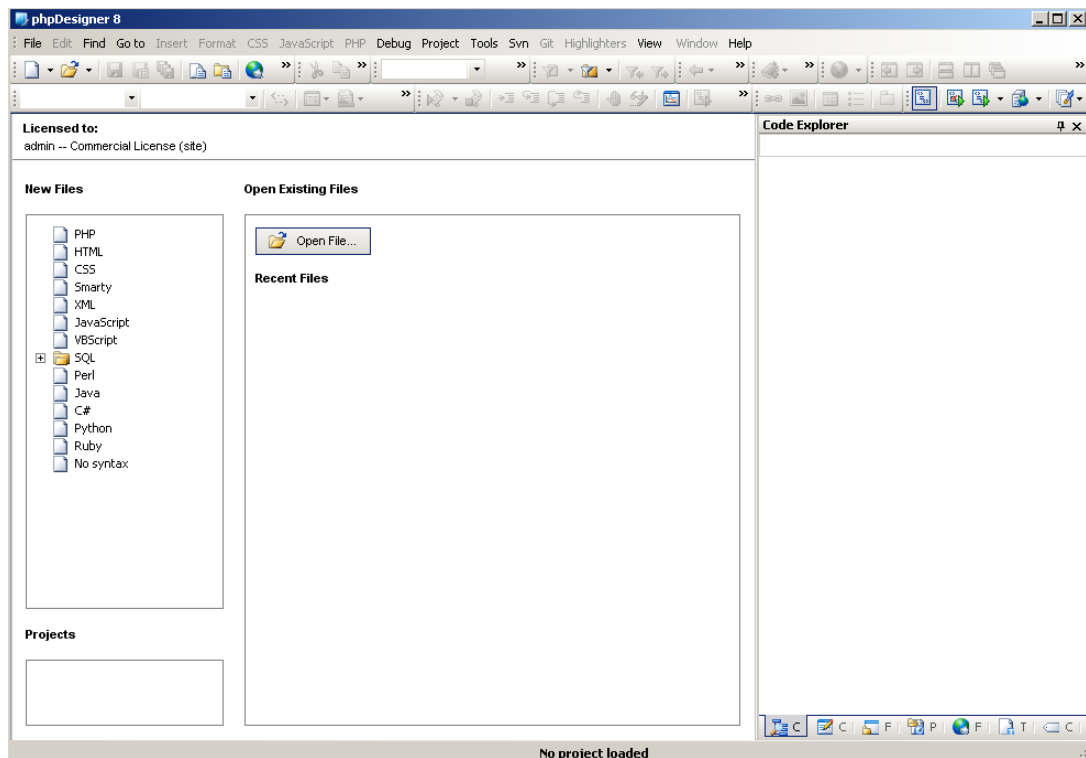 phpDesigner 8
File Edit Find Go to Insert Format CSS JavaScript PHP Debug Project Tools Svn Git Highlighters View Window Help
Licensed to:
admin -- Commercial License (site)
Code Explorer
New Files
Open Existing Files
PHP
HTML
CSS
Smarty
XML
JavaScript
VBScript
SQL
Perl
Java
C#
Python
Ruby
No syntax
Open File...
Recent Files
Projects
C C F P F T C
No project loaded